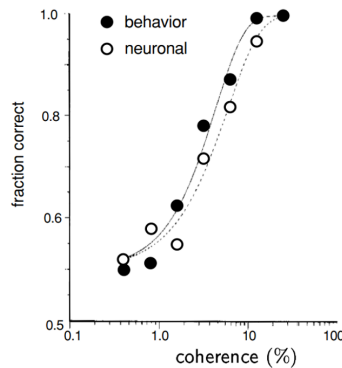 1.0
behavior
neuronal
0.8
fraction correct
0.6
0.5
0.1 1.0 10 100
coherence (%)